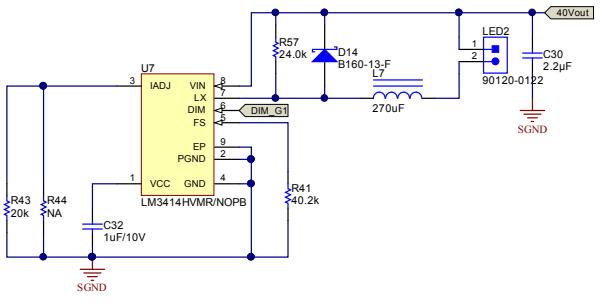 40Vout
LED2
R57
24.0k
D14
B160-13-F
1
2
C30
2.2µF
U7
L7
90120-0122
3
IADJ
VIN
8
LX
7
270uF
DIM
6
DIM_G1
SGND
FS
5
EP
9
PGND
2
R43
20k
R44
NA
1
VCC
GND
4
R41
40.2k
LM3414HVMR/NOPB
C32
1uF/10V
SGND